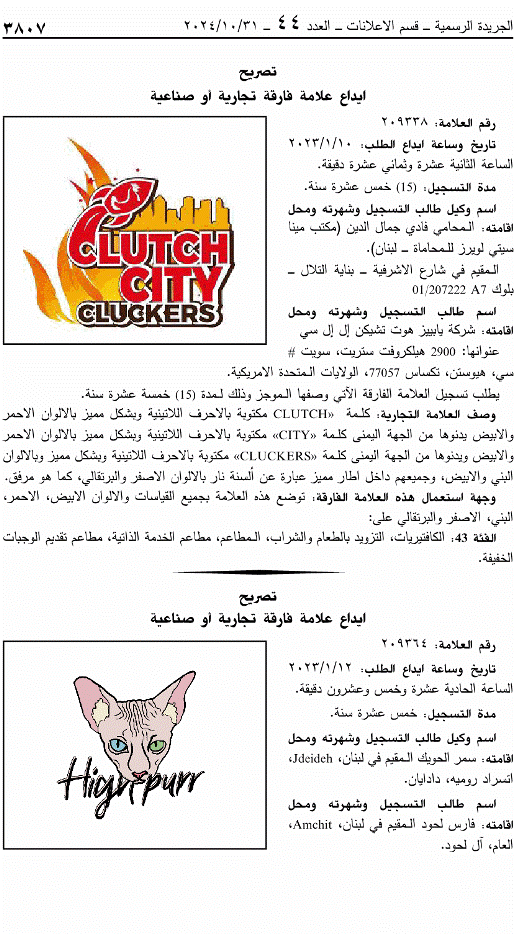 الجريدة الرسمية ــ قسم الاعلانات ــ العدد ٤٤ ــ ٢٠٢٤/١٠/٣١
٣٨٠٧
تصريح
ايداع علامة فارقة تجارية أو صناعية
رقم العلامة: ٢٠٩٣٣٨
تاريخ وساعة ايداع الطلب: ٢٠٢٣/١/١٠
الساعة الثانية عشرة وثماني عشرة دقيقة.
مدة التسجيل: (15) خمس عشرة سنة.
اسم وكيل طالب التسجيل وشهرته ومحل
اقامته: المحامي فادي جمال الدين (مكتب مينا
سيتي لويرز للمحاماة ــ لبنان).
المقيم في شارع الاشرفية ــ بناية التلال ــ
بلوك A7 01/207222
اسم طالب التسجيل وشهرته ومحل
اقامته: شركة بابييز هوت تشيكن إل إل سي
عنوانها: 2900 هيلكروفت ستريت، سويت #
سي، هيوستن، تكساس 77057، الولايات المتحدة الامريكية.
CLUTCH
CITY
CLUCKERS
يطلب تسجيل العلامة الفارقة الآتي وصفها الموجز وذلك لمدة (15) خمسة عشرة سنة.
وصف العلامة التجارية: كلمة «CLUTCH» مكتوبة بالاحرف اللاتينية وبشكل مميز بالالوان الاحمر
والابيض يدنوها من الجهة اليمنى كلمة «CITY» مكتوبة بالاحرف اللاتينية وبشكل مميز بالالوان الاحمر
والابيض ويدنوها من الجهة اليمنى كلمة «CLUCKERS» مكتوبة بالاحرف اللاتينية وبشكل مميز وبالالوان
البني والابيض، وجميعهم داخل اطار مميز عبارة عن ألسنة نار بالالوان الاصفر والبرتقالي، كما هو مرفق.
وجهة استعمال هذه العلامة الفارقة: توضع هذه العلامة بجميع القياسات والالوان الابيض، الاحمر،
البني، الاصفر والبرتقالي على:
الفئة 43: الكافتيريات، التزويد بالطعام والشراب، المطاعم، مطاعم الخدمة الذاتية، مطاعم تقديم الوجبات
الخفيفة.
تصريح
ايداع علامة فارقة تجارية أو صناعية
رقم العلامة: ٢٠٩٣٦٤
تاريخ وساعة ايداع الطلب: ٢٠٢٣/١/١٢
الساعة الحادية عشرة وخمس وعشرون دقيقة.
مدة التسجيل: خمس عشرة سنة.
اسم وكيل طالب التسجيل وشهرته ومحل
اقامته: سمر الحويك المقيم في لبنان، Jdeideh،
اتسراد روميه، دادايان.
اسم طالب التسجيل وشهرته ومحل
اقامته: فارس لحود المقيم في لبنان، Amchit،
العام، آل لحود.
High purr